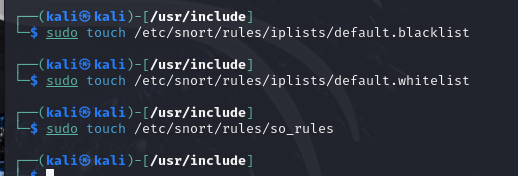 ┌──(kali㉿kali)-[/usr/include]
└─$ sudo touch /etc/snort/rules/iplists/default.blacklist
┌──(kali㉿kali)-[/usr/include]
└─$ sudo touch /etc/snort/rules/iplists/default.whitelist
┌──(kali㉿kali)-[/usr/include]
└─$ sudo touch /etc/snort/rules/so_rules
┌──(kali㉿kali)-[/usr/include]
└─$